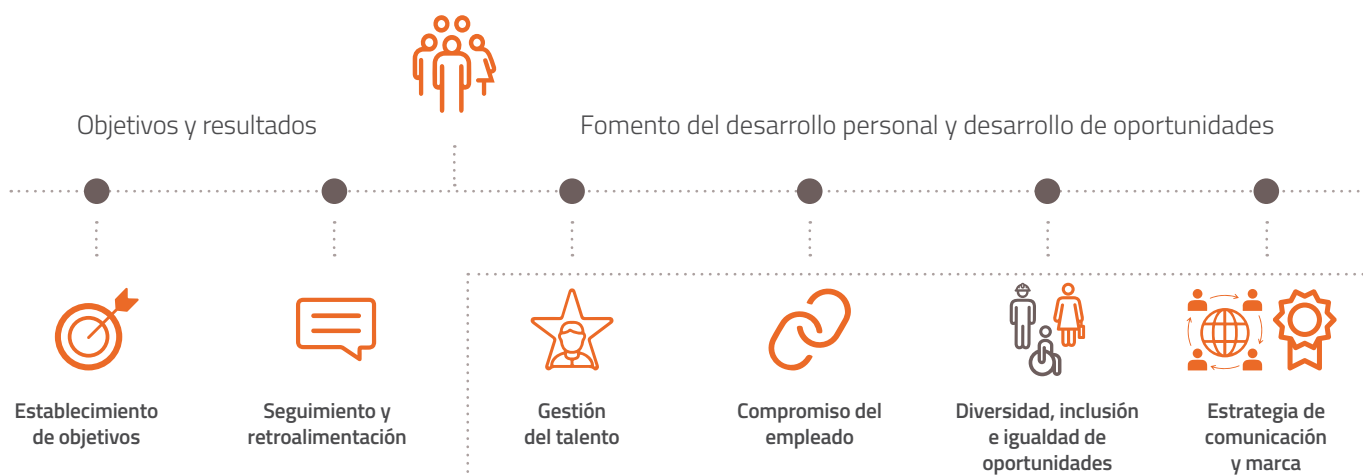 Objetivos y resultados
Fomento del desarrollo personal y desarrollo de oportunidades
Establecimiento
de objetivos
Seguimiento y
retroalimentación
Gestión
del talento
Compromiso del
empleado
Diversidad, inclusión
e igualdad de
oportunidades
Estrategia de
comunicación
y marca